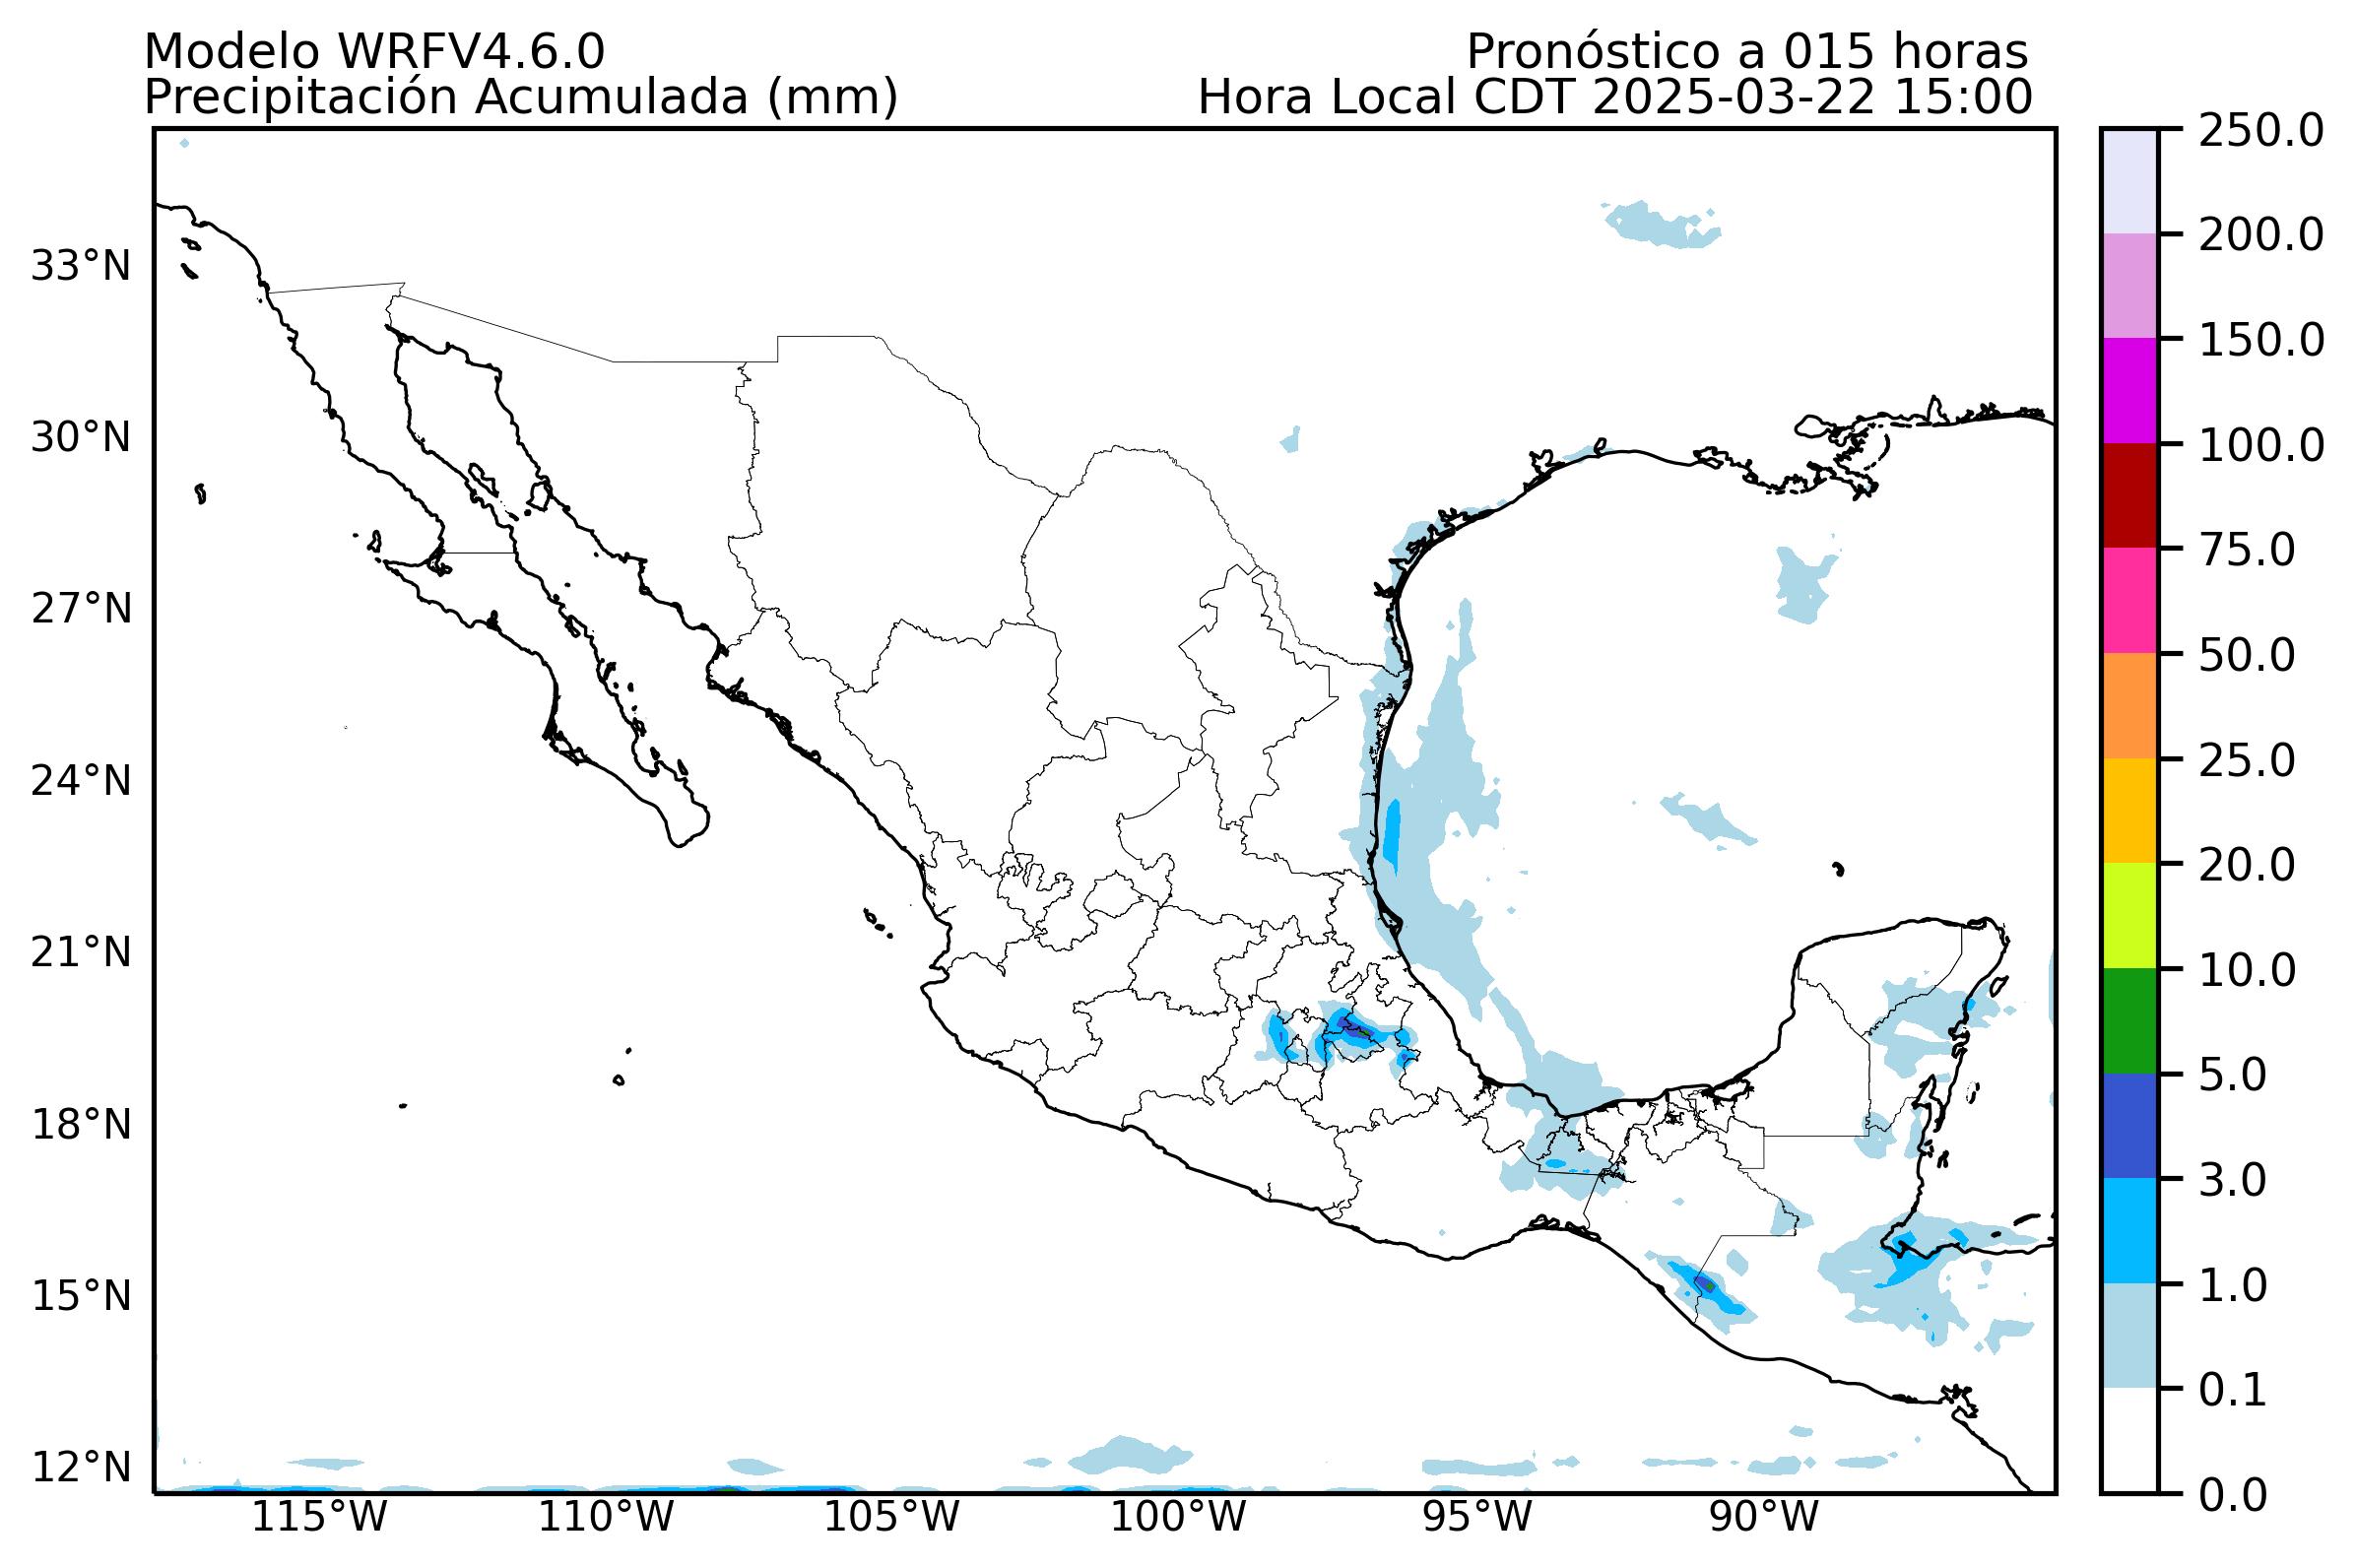 Modelo WRFV4.6.0
Pronóstico a 015 horas
Precipitación Acumulada (mm)
Hora Local CDT 2025-03-22 15:00
33°N
30°N
27°N
24°N
21°N
18°N
15°N
12°N
115°W
110°W
105°W
100°W
95°W
90°W
250.0
200.0
150.0
100.0
75.0
50.0
25.0
20.0
10.0
5.0
3.0
1.0
0.1
0.0